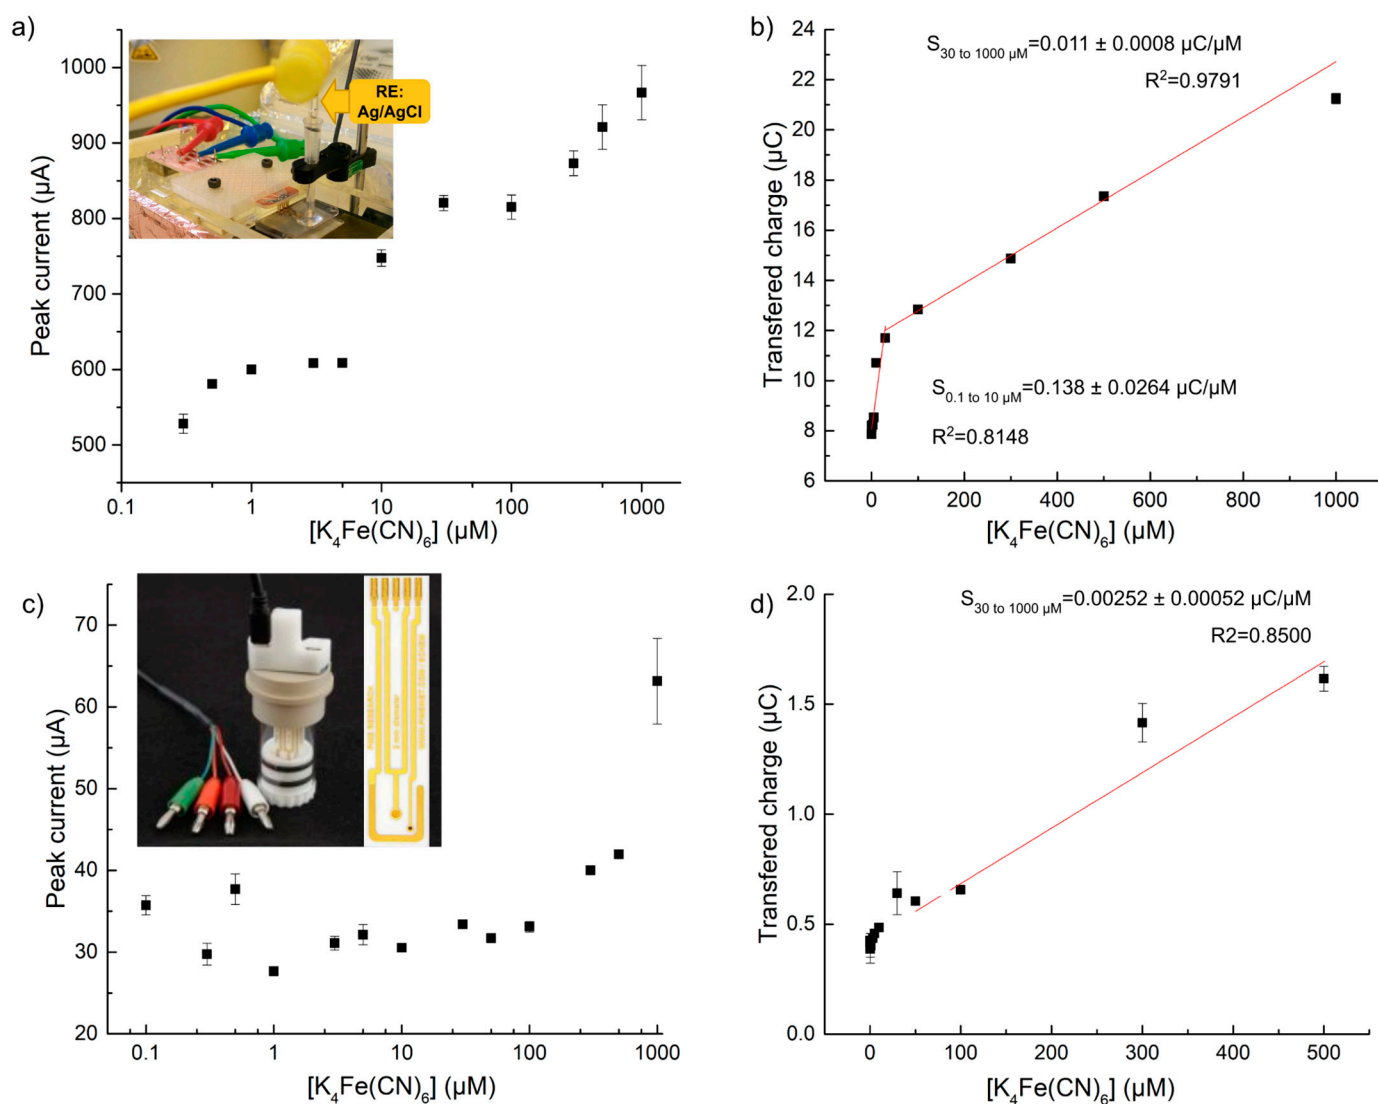 a)
1000
900
800
700
600
500
Peak current (µA)
RE:
Ag/AgCl
0.1 1 10 100 1000
[K₄Fe(CN)₆] (µM)
b)
24
22
20
18
16
14
12
10
8
6
Transfered charge (µC)
S₃₀ ₜₒ ₁₀₀₀ µM=0.011 ± 0.0008 µC/µM
R²=0.9791
S₀.₁ ₜₒ ₁₀ µM=0.138 ± 0.0264 µC/µM
R²=0.8148
0 200 400 600 800 1000
[K₄Fe(CN)₆] (µM)
c)
70
60
50
40
30
20
Peak current (µA)
PINE RESEARCH
2 mm diameter
0.1 1 10 100 1000
[K₄Fe(CN)₆] (µM)
d)
2.0
1.5
1.0
0.5
0.0
Transfered charge (µC)
S₃₀ ₜₒ ₁₀₀₀ µM=0.00252 ± 0.00052 µC/µM
R2=0.8500
0 100 200 300 400 500
[K₄Fe(CN)₆] (µM)